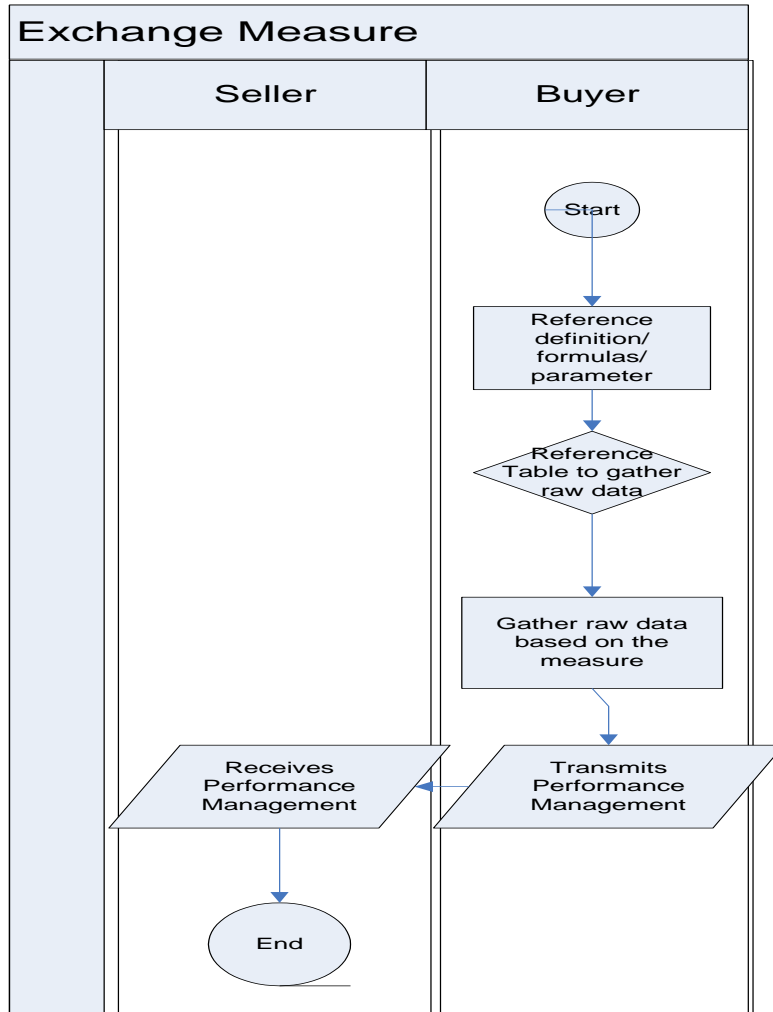 Exchange Measure
Seller
Buyer
Start
Reference
definition/
formulas/
parameter
Reference
Table to gather
raw data
Gather raw data
based on the
measure
Receives
Performance
Management
Transmits
Performance
Management
End